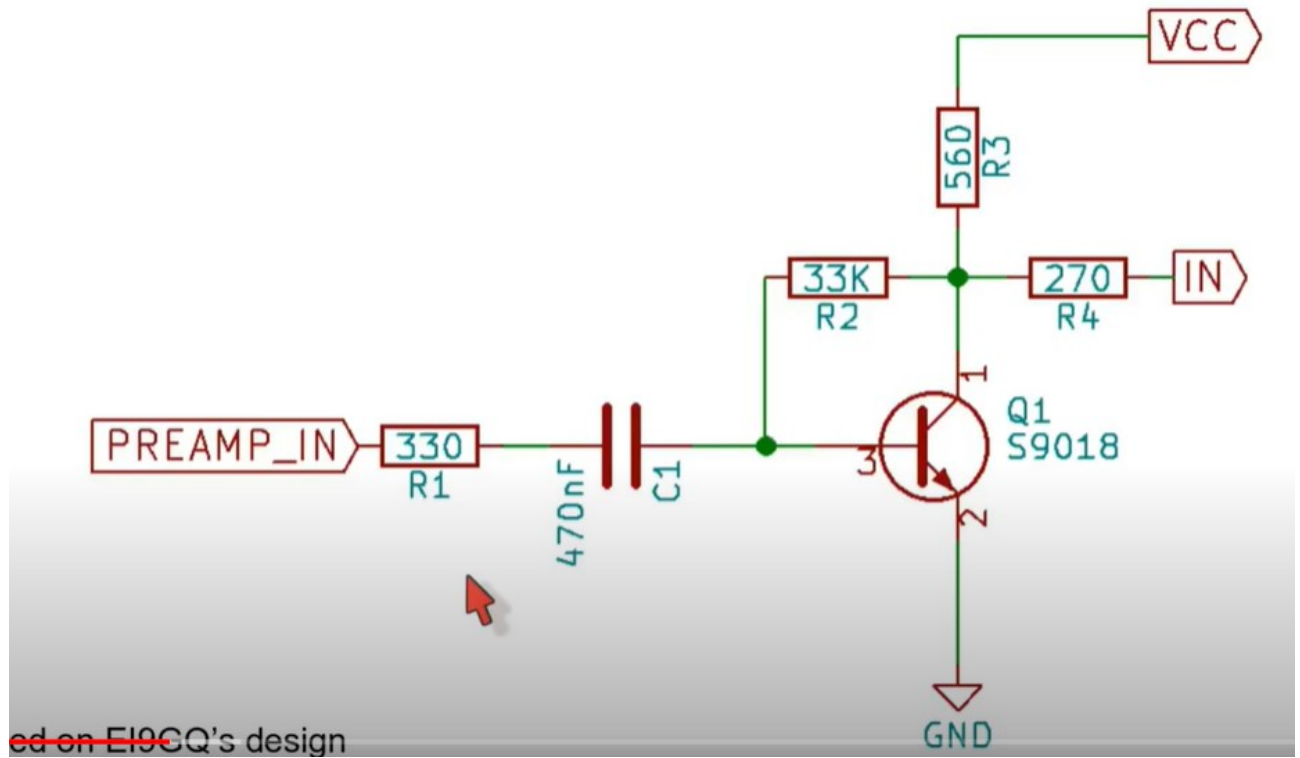 VCC
560
R3
33K
R2
270
R4
IN
1
PREAMP_IN
330
R1
470nF
C1
3
Q1
S9018
2
GND
ed on EI9GQ's design